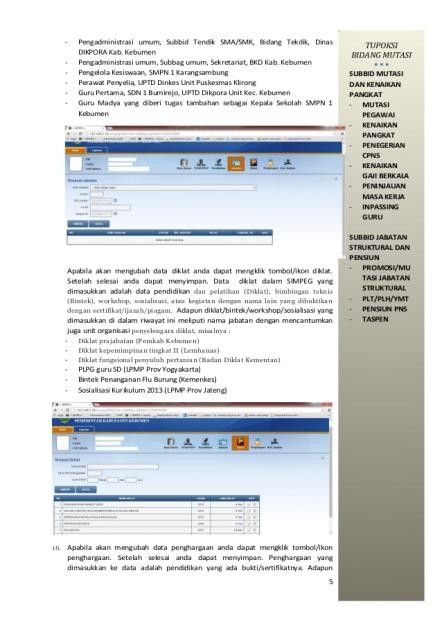 - Pengadministrasi umum, Subbid Tendik SMA/SMK, Bidang Tekdik, Dinas
DIKPORA Kab. Kebumen
- Pengadministrasi umum, Subbag umum, Sekretariat, BKD Kab. Kebumen
- Pengelola Kesiswaan, SMPN 1 Karangsambung
- Perawat Penyelia, UPTD Dinkes Unit Puskesmas Klirong
- Guru Pertama, SDN 1 Bumirejo, UPTD Dikpora Unit Kec. Kebumen
- Guru Madya yang diberi tugas tambahan sebagai Kepala Sekolah SMPN 1
Kebumen
Apabila akan mengubah data diklat anda dapat mengklik tombol/ikon diklat.
Setelah selesai anda dapat menyimpan. Data diklat dalam SIMPEG yang
dimasukkan adalah data pendidikan dan pelatihan (Diklat), bimbingan teknis
(Bintek), workshop, sosialisasi, atau kegiatan dengan nama lain yang dibuktikan
dengan sertifikat/ijazah/piagam. Adapun diklat/bintek/workshop/sosialisasi yang
dimasukkan di dalam riwayat ini meliputi nama jabatan dengan mencantumkan
juga unit organisasi penyelengara diklat, misalnya :
- Diklat prajabatan (Pemkab Kebumen)
- Diklat kepemimpinan tingkat II (Lemhanas)
- Diklat fungsional penyuluh pertanian (Badan Diklat Kementan)
- PLPG guru SD (LPMP Prov Yogyakarta)
- Bintek Penanganan Flu Burung (Kemenkes)
- Sosialisasi Kurikulum 2013 (LPMP Prov Jateng)
PEMERINTAH KABUPATEN KEBUMEN
Riwayat Diklat
16. Apabila akan mengubah data penghargaan anda dapat mengklik tombol/ikon
penghargaan. Setelah selesai anda dapat menyimpan. Penghargaan yang
dimasukkan ke data adalah pendidikan yang ada bukti/sertifikatnya. Adapun
5
TUPOKSI
BIDANG MUTASI
SUBBID MUTASI
DAN KENAIKAN
PANGKAT
- MUTASI
PEGAWAI
- KENAIKAN
PANGKAT
- PENEGERIAN
CPNS
- KENAIKAN
GAJI BERKALA
- PENINJAUAN
MASA KERJA
- INPASSING
GURU
SUBBID JABATAN
STRUKTURAL DAN
PENSIUN
- PROMOSI/MU
TASI JABATAN
STRUKTURAL
- PLT/PLH/YMT
- PENSIUN PNS
- TASPEN